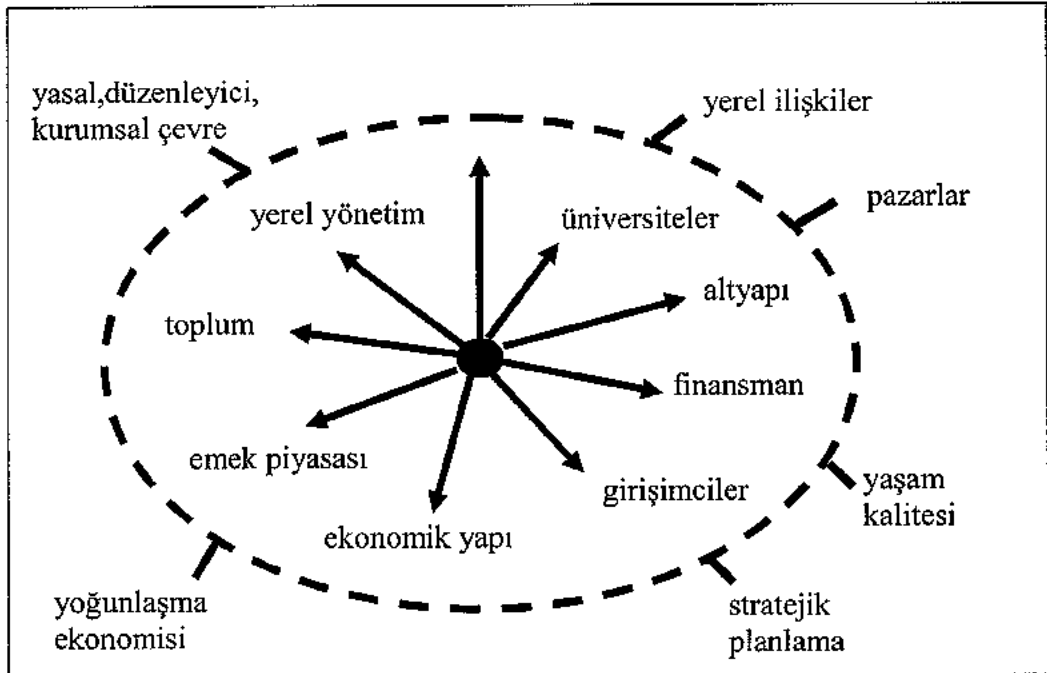 yasal,düzenleyici,
kurumsal çevre
yerel ilişkiler
pazarlar
yerel yönetim
üniversiteler
altyapı
toplum
finansman
emek piyasası
girişimciler
ekonomik yapı
yaşam
kalitesi
yoğunlaşma
ekonomisi
stratejik
planlama